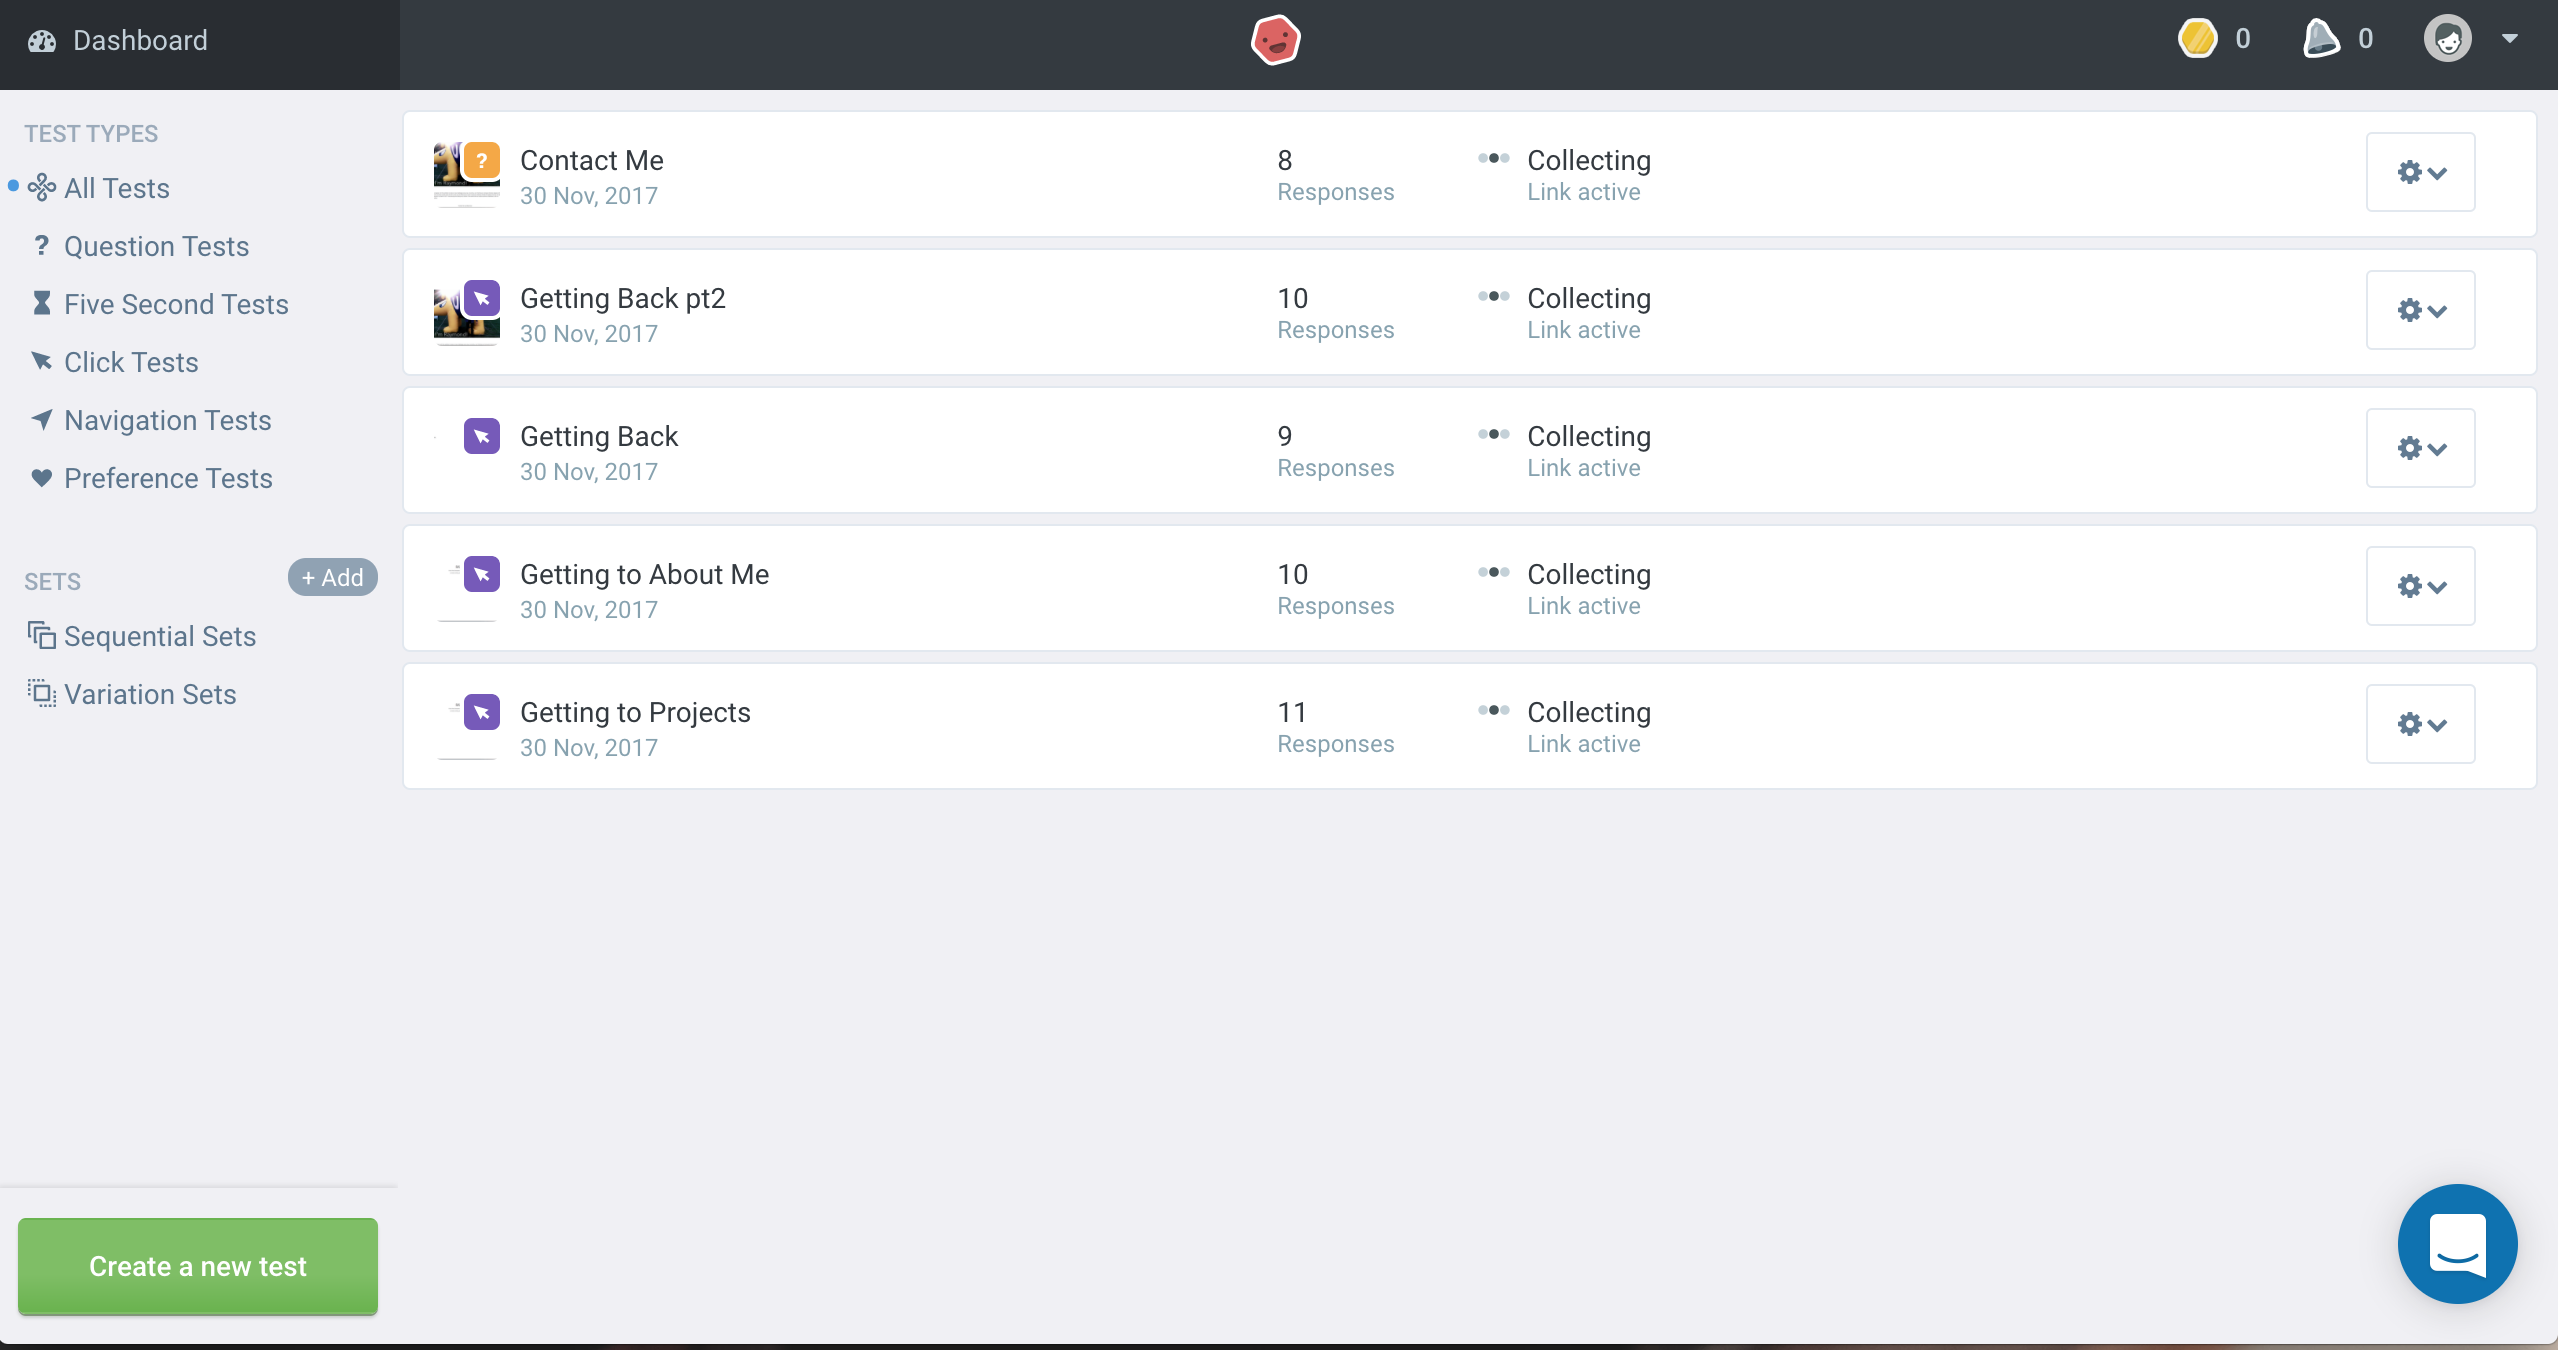 Dashboard
0
0
TEST TYPES
All Tests
? Question Tests
Five Second Tests
Click Tests
Navigation Tests
Preference Tests
SETS
+ Add
Sequential Sets
Variation Sets
Create a new test
?
Contact Me
30 Nov, 2017
8
Responses
Collecting
Link active
Getting Back pt2
30 Nov, 2017
10
Responses
Collecting
Link active
Getting Back
30 Nov, 2017
9
Responses
Collecting
Link active
Getting to About Me
30 Nov, 2017
10
Responses
Collecting
Link active
Getting to Projects
30 Nov, 2017
11
Responses
Collecting
Link active